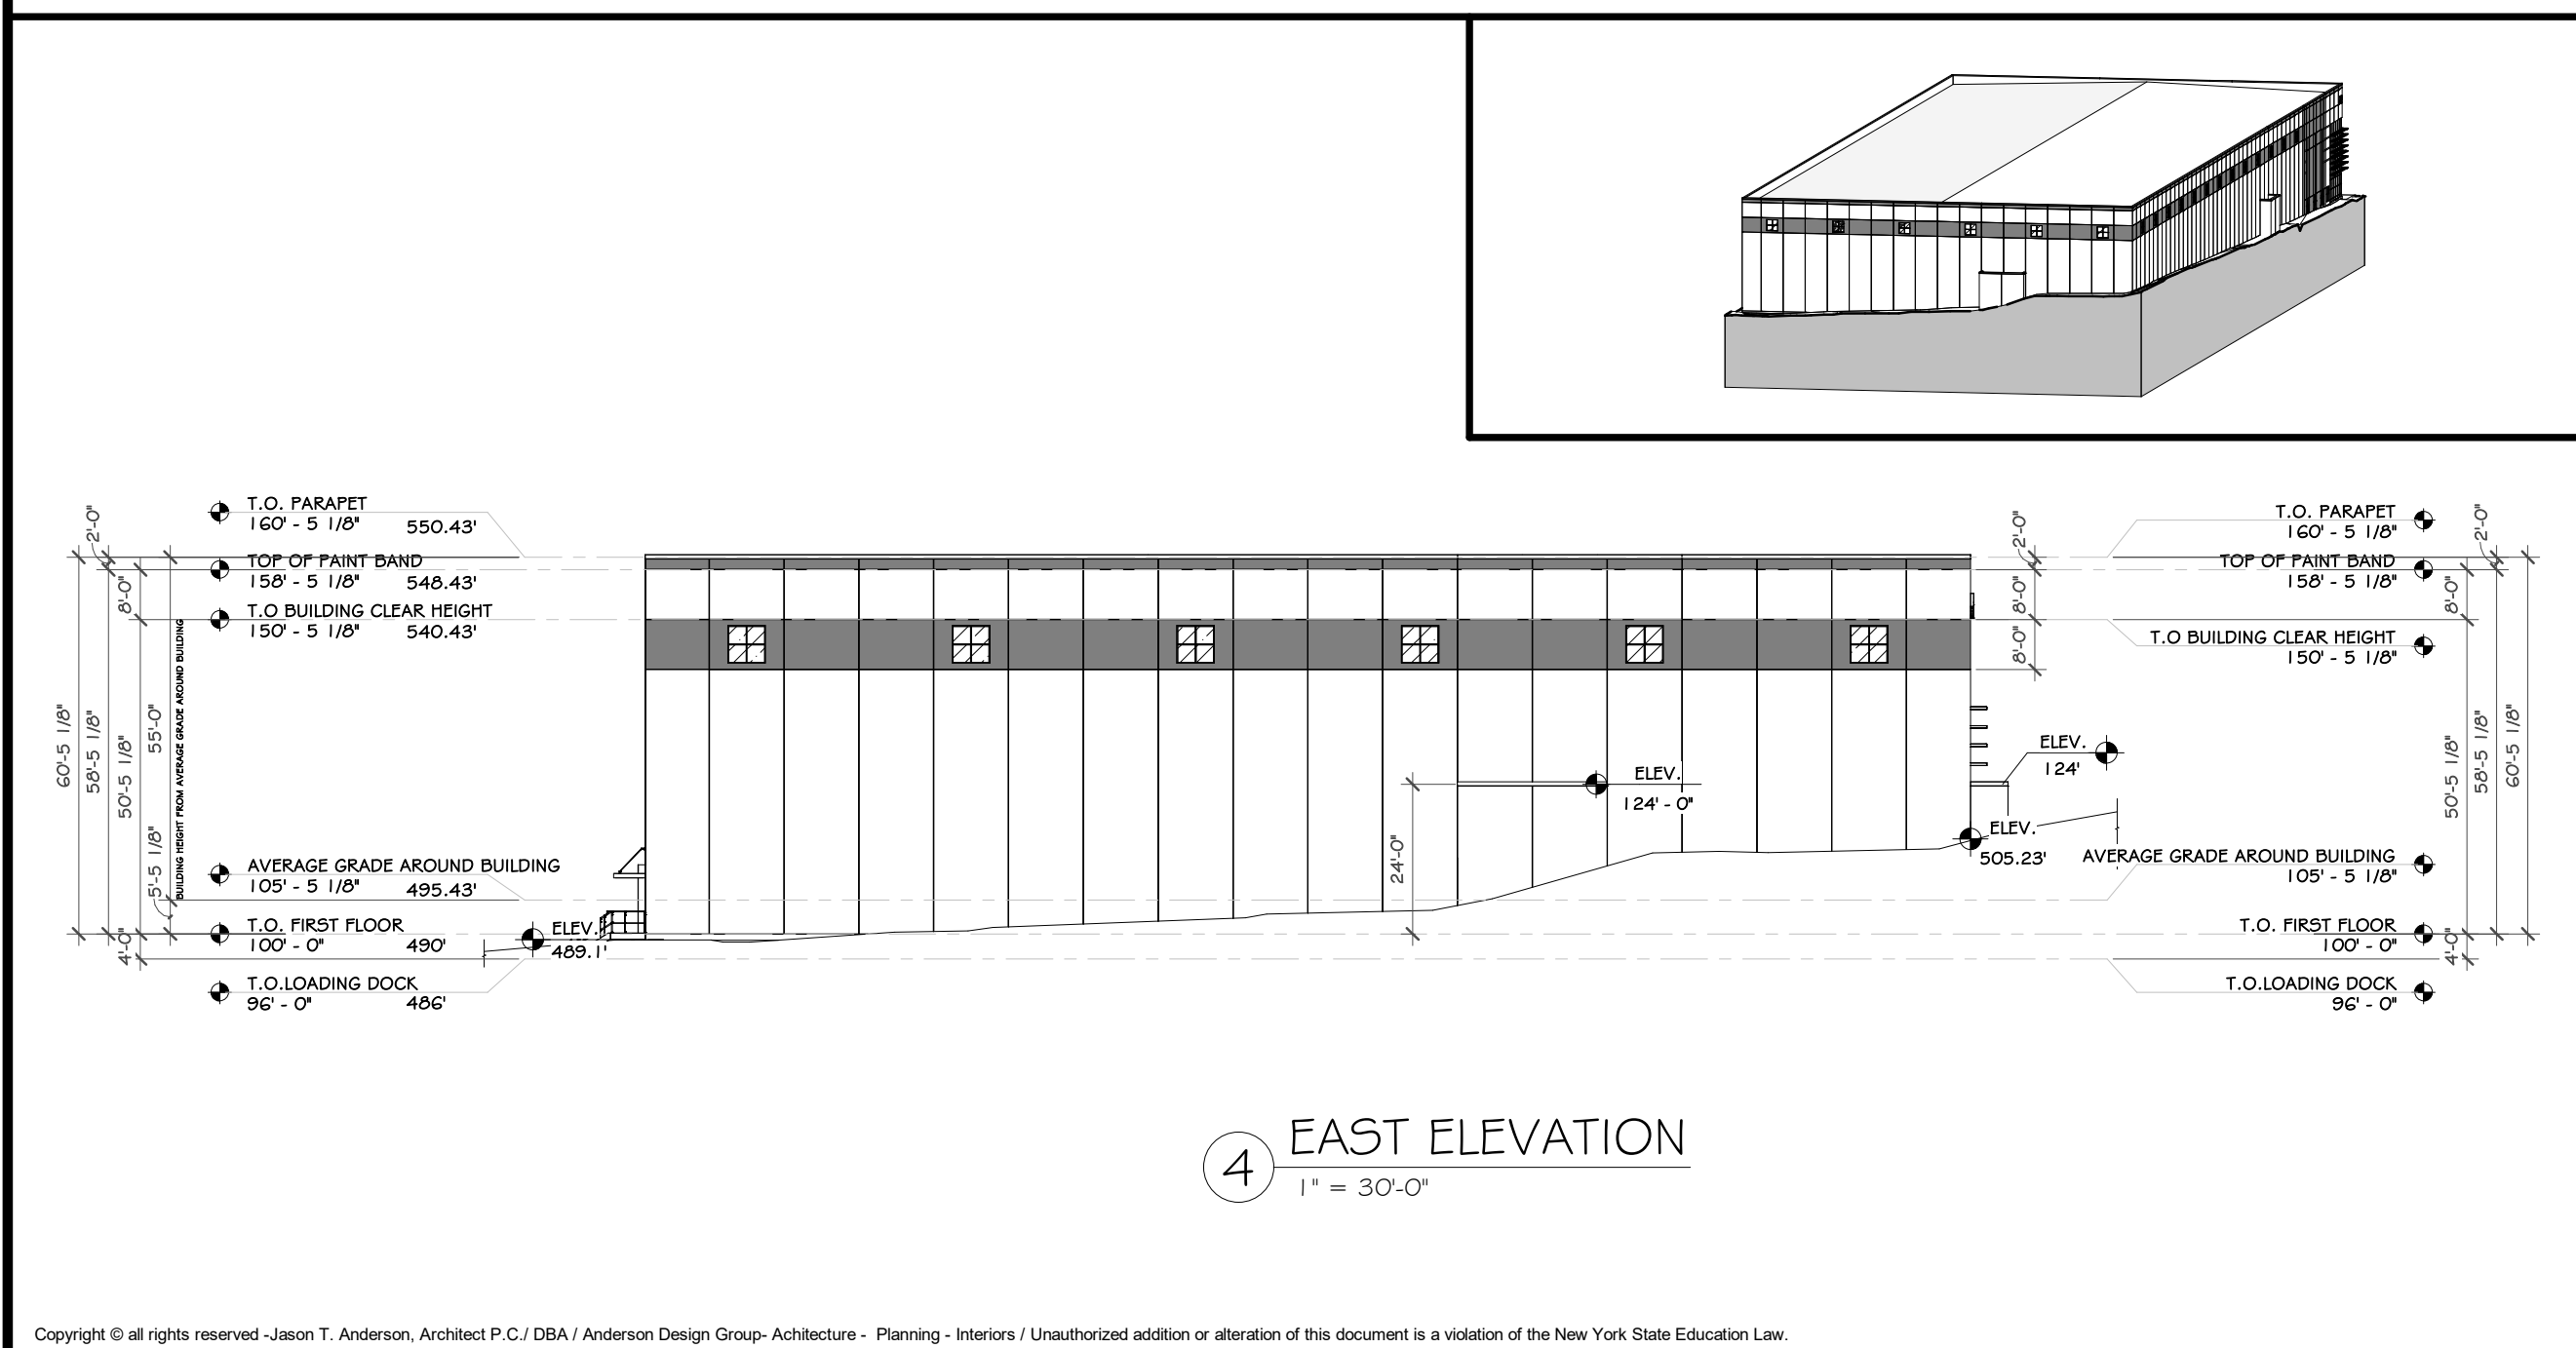 T.O. PARAPET
160' - 5 1/8" 550.43'
TOP OF PAINT BAND
158' - 5 1/8" 548.43'
T.O BUILDING CLEAR HEIGHT
150' - 5 1/8" 540.43'
AVERAGE GRADE AROUND BUILDING
105' - 5 1/8" 495.43'
T.O. FIRST FLOOR
100' - 0" 490'
T.O.LOADING DOCK
96' - 0" 486'
2'-0"
8'-0"
60'-5 1/8"
58'-5 1/8"
50'-5 1/8"
55'-0"
5'-5 1/8"
4'-0"
BUILDING HEIGHT FROM AVERAGE GRADE AROUND BUILDING
ELEV.
489.1'
24'-0"
ELEV.
124' - 0"
ELEV.
124'
ELEV.
505.23'
2'-0"
8'-0"
8'-0"
T.O. PARAPET
160' - 5 1/8"
TOP OF PAINT BAND
158' - 5 1/8"
T.O BUILDING CLEAR HEIGHT
150' - 5 1/8"
AVERAGE GRADE AROUND BUILDING
105' - 5 1/8"
T.O. FIRST FLOOR
100' - 0"
T.O.LOADING DOCK
96' - 0"
2'-0"
8'-0"
50'-5 1/8"
58'-5 1/8"
60'-5 1/8"
4'-0"
4 EAST ELEVATION
1" = 30'-0"
Copyright © all rights reserved -Jason T. Anderson, Architect P.C./ DBA / Anderson Design Group- Achitecture - Planning - Interiors / Unauthorized addition or alteration of this document is a violation of the New York State Education Law.